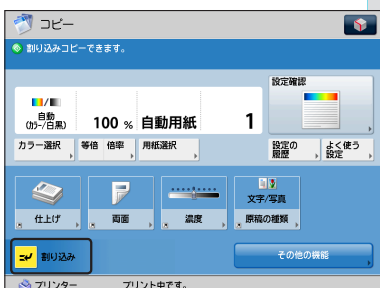 コピー
割り込みコピーできます。
設定確認
自動
(カラー/白黒)
100 % 自動用紙 1
カラー選択 等倍 倍率 用紙選択 設定の履歴 よく使う設定
仕上げ 両面 濃度 文字/写真 原稿の種類
割り込み その他の機能
プリンター プリント中です。